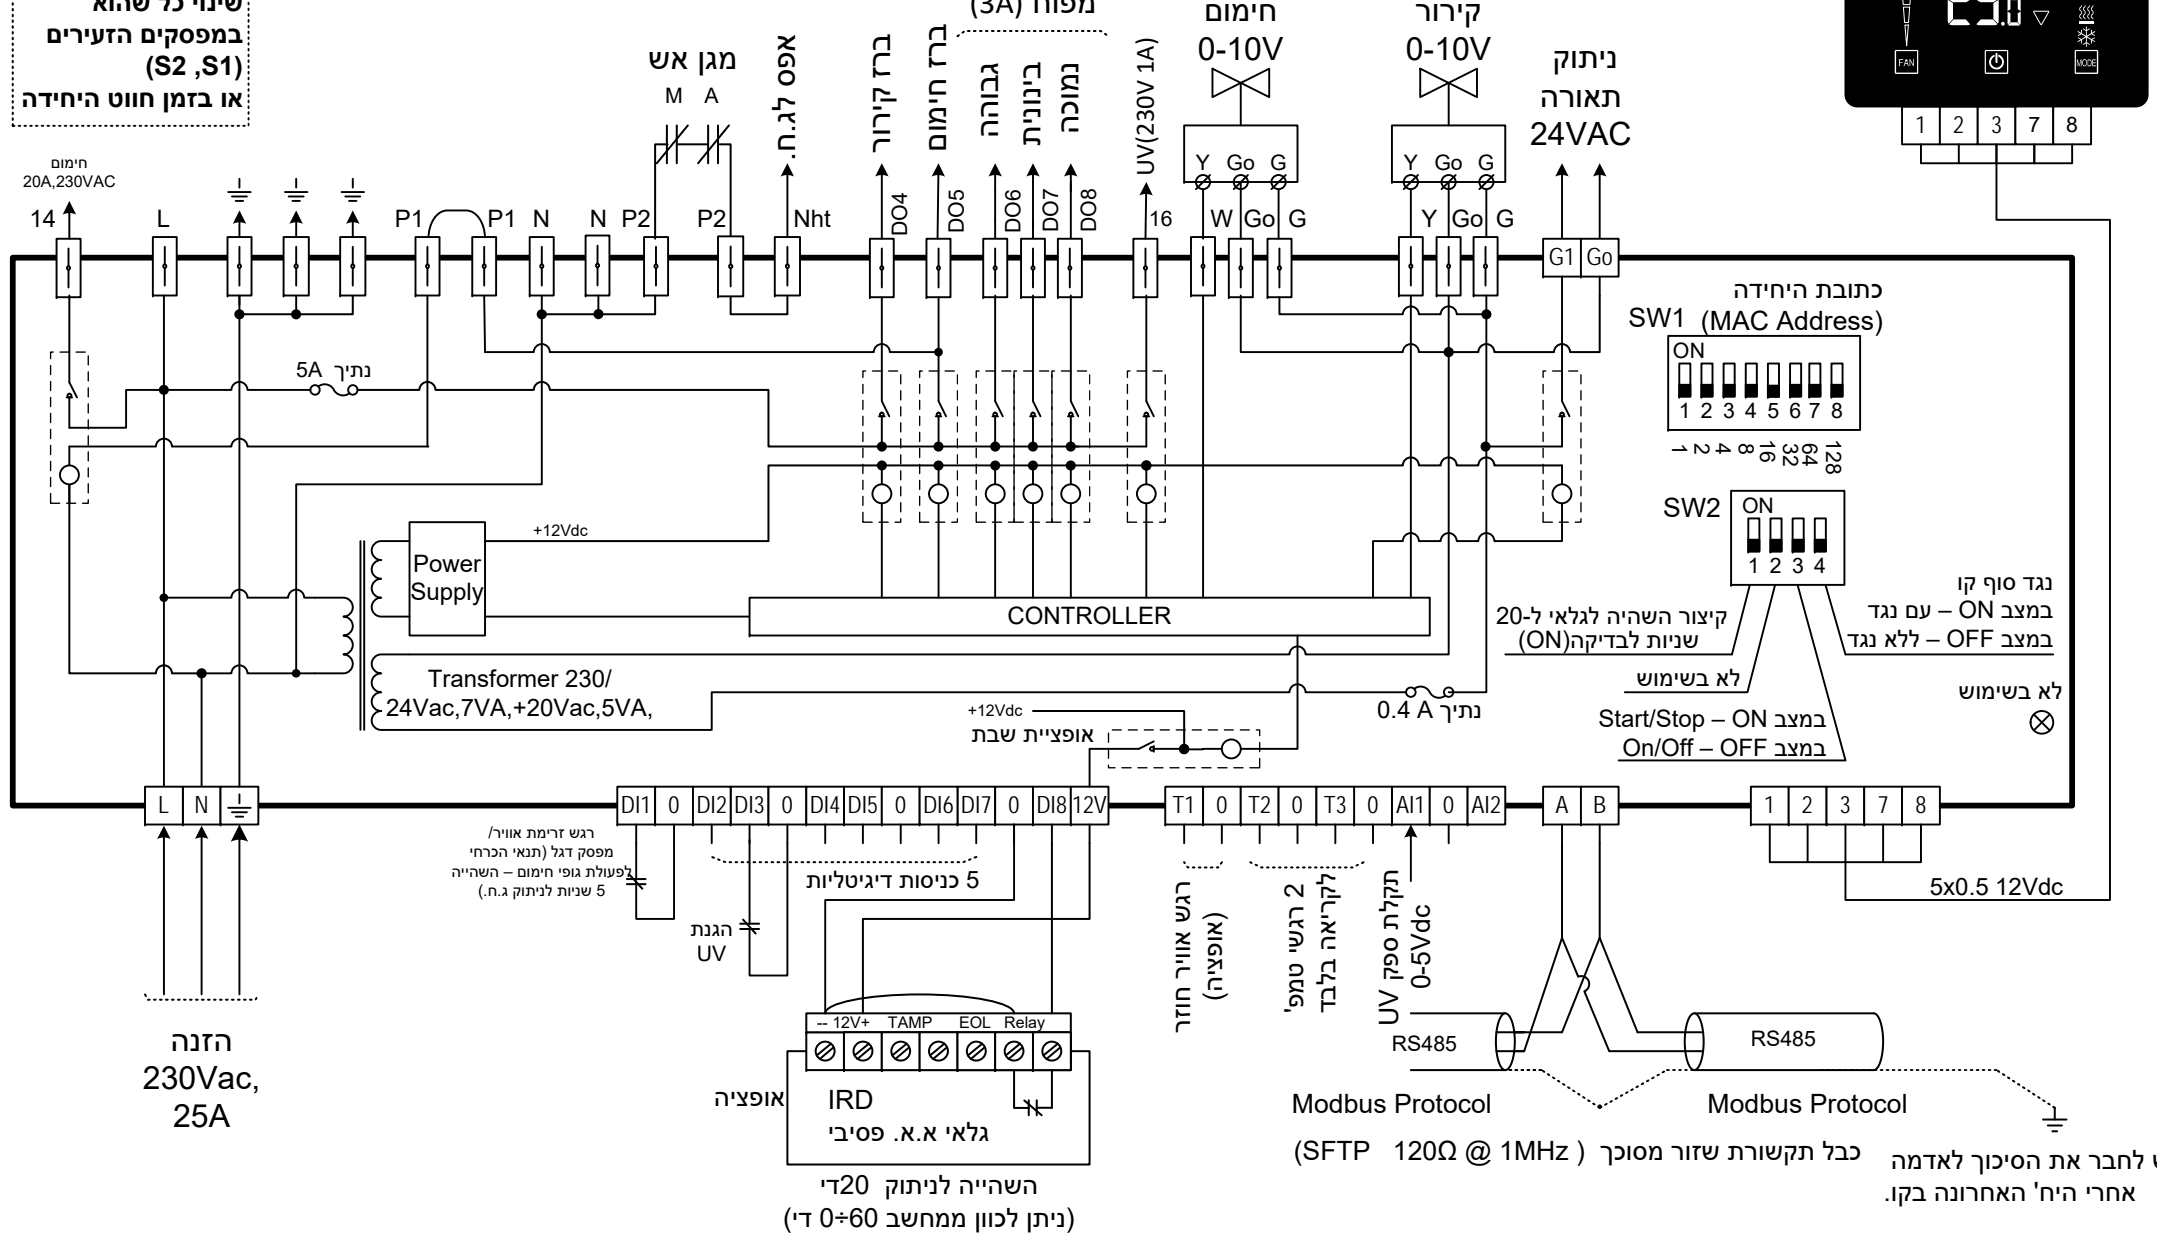 שינוי כל שהוא
במפסקים הזעירים
(S2 ,S1)
או בזמן חווט היחידה
מפוח (3A)
חימום
0-10V
קירור
0-10V
FAN
MODE
1 2 3 7 8
מגן אש
M A
אפס לג.ח.
ברז קירור
ברז חימום
גבוהה
בינונית
נמוכה
UV(230V 1A)
ניתוק
תאורה
24VAC
Y Go G
Y Go G
חימום
20A,230VAC
14 L P1 P1 N N P2 P2 Nht DO4 DO5 DO6 DO7 DO8 16 W Go G Y Go G
G1 Go
כתובת היחידה
SW1 (MAC Address)
ON
1 2 3 4 5 6 7 8
1 2 4 8 16 32 64 128
נתיך 5A
SW2
ON
1 2 3 4
+12Vdc
Power
Supply
CONTROLLER
נגד סוף קו
במצב ON – עם נגד
במצב OFF – ללא נגד
קיצור השהיה לגלאי ל-20
שניות לבדיקה(ON)
לא בשימוש
במצב Start/Stop – ON
במצב On/Off – OFF
לא בשימוש
Transformer 230/
24Vac,7VA,+20Vac,5VA,
נתיך 0.4 A
+12Vdc
אופציית שבת
L N
DI1 0 DI2 DI3 0 DI4 DI5 0 DI6 DI7 0 DI8 12V
T1 0 T2 0 T3 0 AI1 0 AI2
A B
1 2 3 7 8
רגש זרימת אוויר/
מפסק דגל (תנאי הכרחי
לפעולת גופי חימום – השהייה
5 שניות לניתוק ג.ח.)
5 כניסות דיגיטליות
הגנת
UV
רגש אוויר חוזר
(אופציה)
2 רגשי טמפ'
לקריאה בלבד
תקלת ספק UV
0-5Vdc
5x0.5 12Vdc
הזנה
230Vac,
25A
-- 12V+ TAMP EOL Relay
אופציה
IRD
גלאי א.א. פסיבי
השהייה לניתוק 20די
(ניתן לכוון ממחשב 60÷0 די)
RS485
RS485
Modbus Protocol
Modbus Protocol
כבל תקשורת שזור מסוכך ( SFTP 120Ω @ 1MHz)
לחבר את הסיכוך לאדמה
אחרי היח' האחרונה בקו.